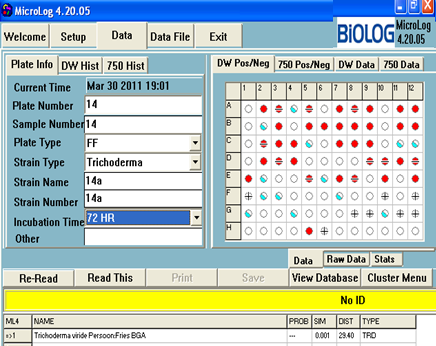 MicroLog 4.20.05
Welcome Setup Data Data File Exit BiOLOG MicroLog
4.20.05
Plate Info DW Hist 750 Hist DW Pos/Neg 750 Pos/Neg DW Data 750 Data
Current Time Mar 30 2011 19:01
Plate Number 14
Sample Number 14
Plate Type FF
Strain Type Trichoderma
Strain Name 14a
Strain Number 14a
Incubation Time 72 HR
Other
1 2 3 4 5 6 7 8 9 10 11 12
A
B
C
D
E
F
G
H
Data Raw Data Stats
Re-Read Read This Print Save View Database Cluster Menu
No ID
ML4 NAME PROB SIM DIST TYPE
=>1 Trichoderma viride Persoon:Fries BGA --- 0.001 29.40 TRID